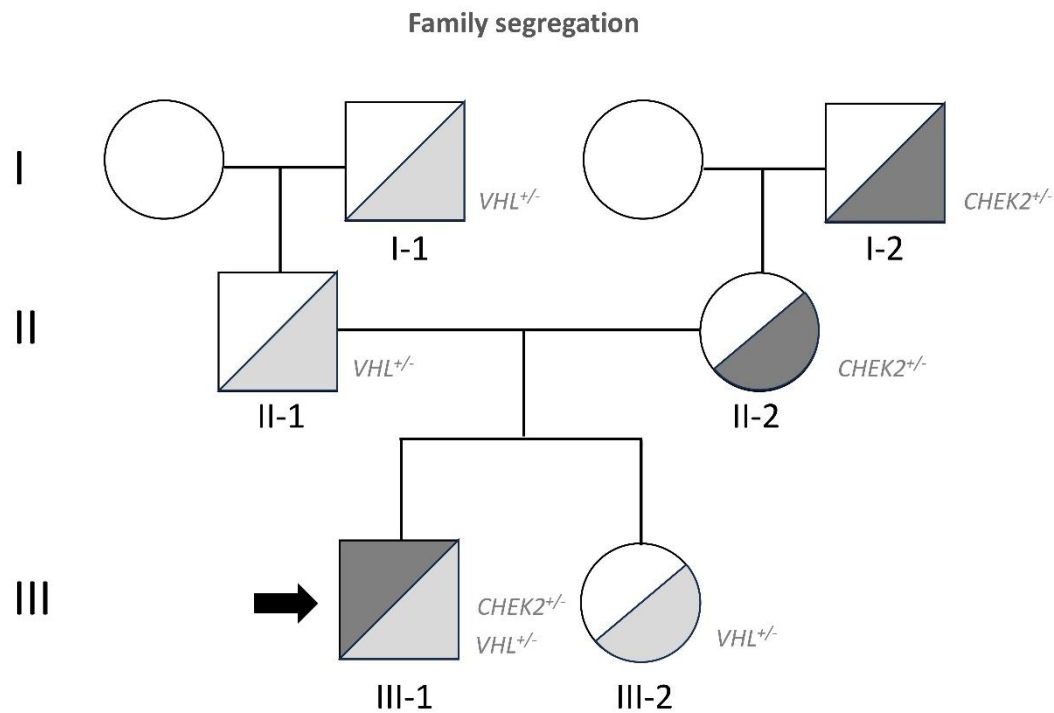 Family segregation
I
VHL+/-
CHEK2+/-
I-1
I-2
II
VHL+/-
CHEK2+/-
II-1
II-2
III
CHEK2+/-
VHL+/-
VHL+/-
III-1
III-2